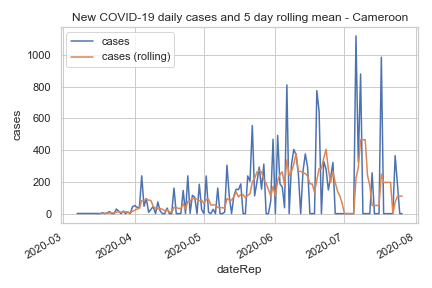 New COVID-19 daily cases and 5 day rolling mean - Cameroon
cases
cases (rolling)
1000
800
600
400
200
0
cases
2020-03
2020-04
2020-05
2020-06
2020-07
2020-08
dateRep